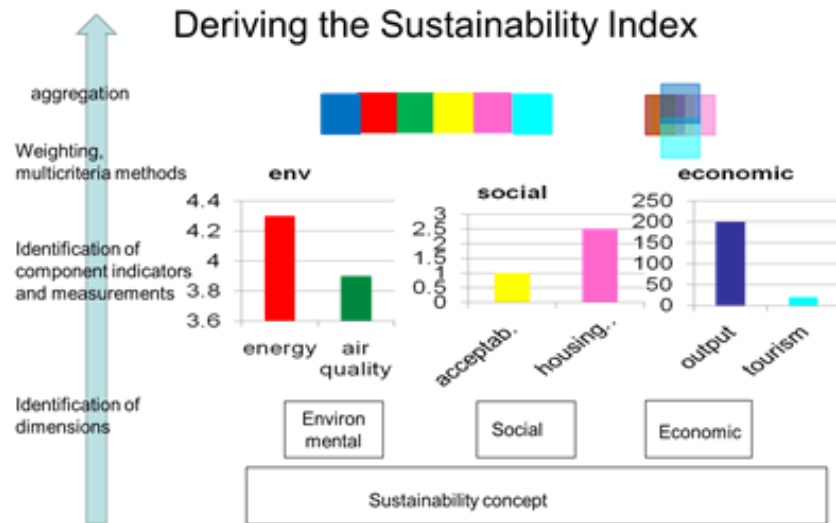 Deriving the Sustainability Index
aggregation
Weighting,
multicriteria methods
env
social
economic
4.4
4.2
4
3.8
3.6
3
2.5
2
1.5
1
0.5
0
250
200
150
100
50
0
Identification of
component indicators
and measurements
energy
air
quality
acceptab.
housing..
output
tourism
Identification of
dimensions
Environ
mental
Social
Economic
Sustainability concept